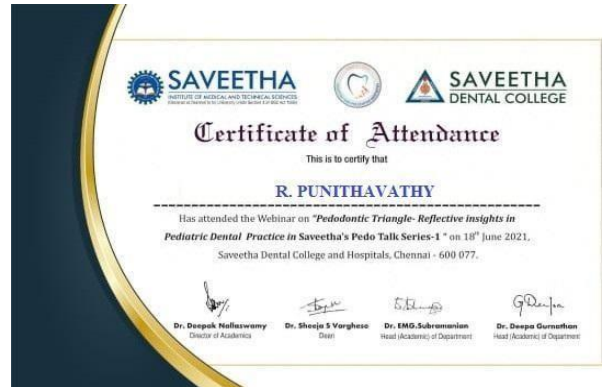 SAVEETHA
INSTITUTE OF MEDICAL AND TECHNICAL SCIENCES
SAVEETHA
DENTAL COLLEGE
Certificate of Attendance
This is to certify that
R. PUNITHAVATHY
Has attended the Webinar on "Pedodontic Triangle- Reflective insights in
Pediatric Dental Practice in Saveetha's Pedo Talk Series-1 " on 18th June 2021,
Saveetha Dental College and Hospitals, Chennai - 600 077.
Dr. Deepak Nallaswamy
Director of Academics
Dr. Sheeja S Varghese
Dean
Dr. EMG.Subramanian
Head (Academic) of Department
Dr. Deepa Gurnathan
Head (Academic) of Department